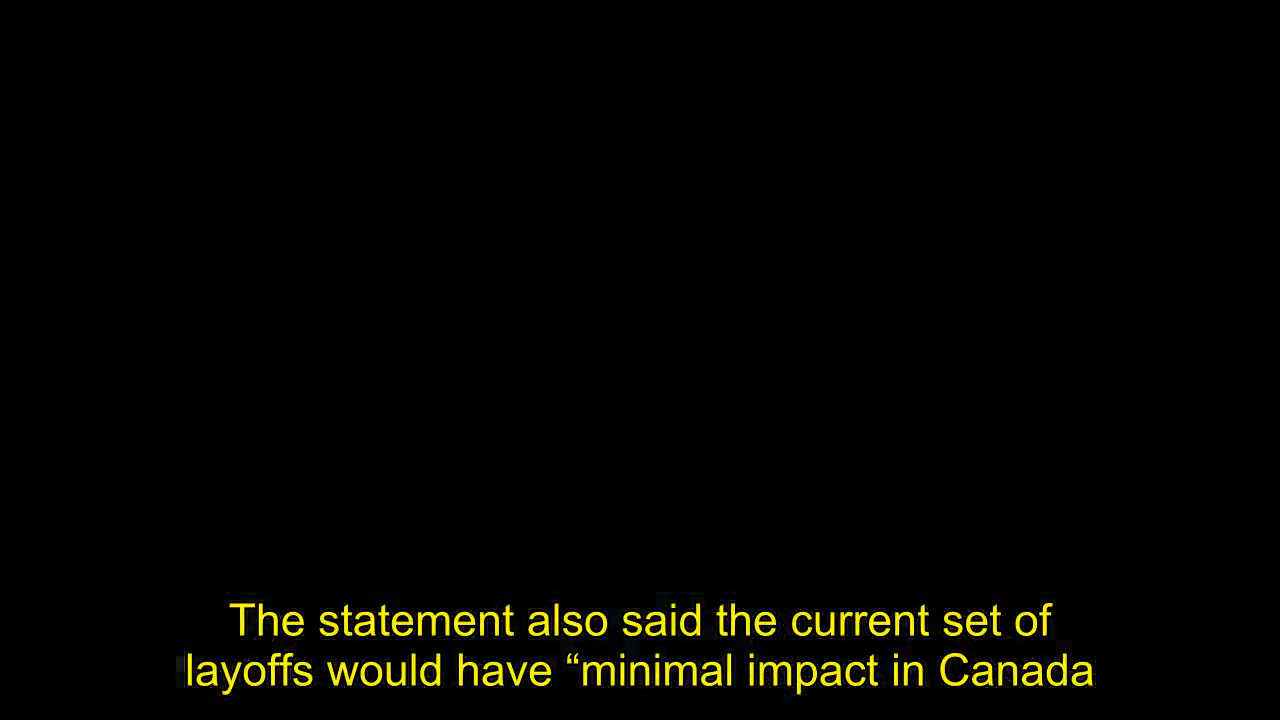 The statement also said the current set of
layoffs would have “minimal impact in Canada